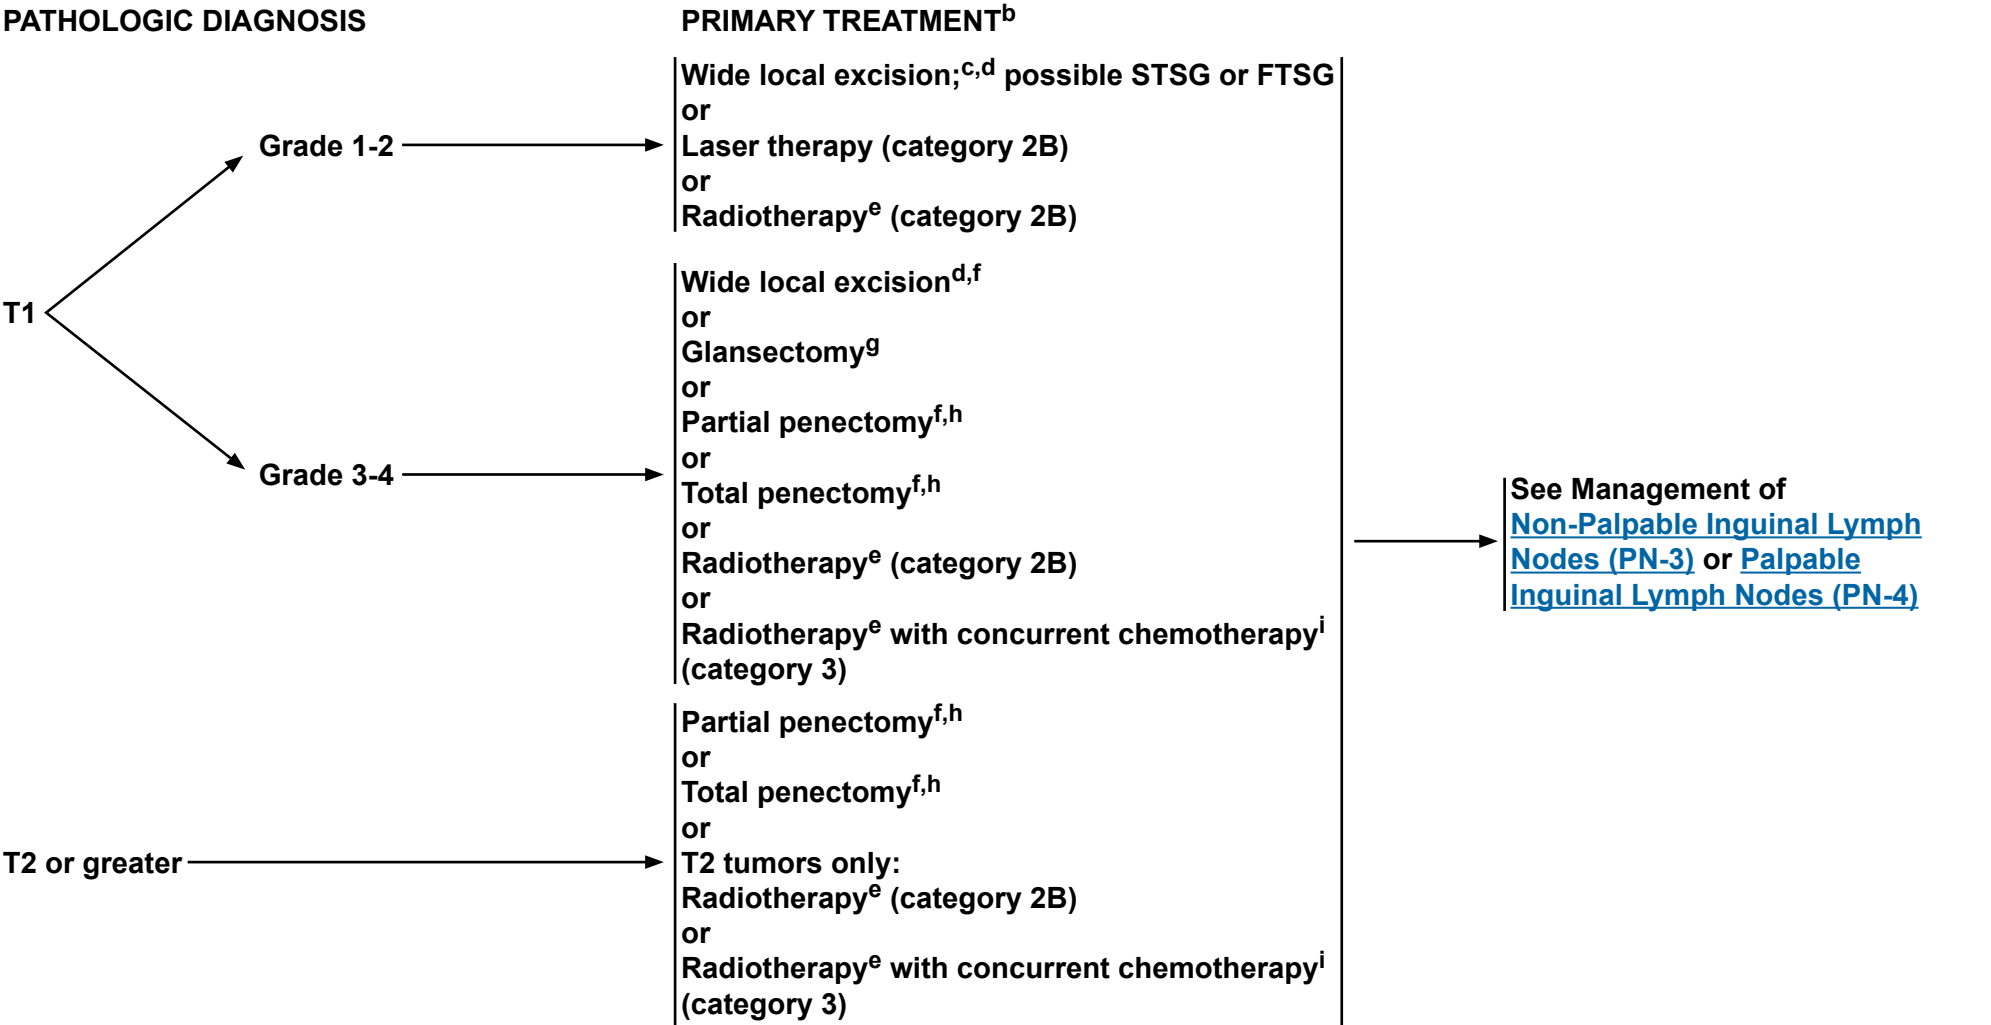 PATHOLOGIC DIAGNOSIS
PRIMARY TREATMENTb
T1
Grade 1-2
Wide local excision;c,d possible STSG or FTSG
or
Laser therapy (category 2B)
or
Radiotherapye (category 2B)
Grade 3-4
Wide local excisiond,f
or
Glansectomyg
or
Partial penectomyf,h
or
Total penectomyf,h
or
Radiotherapye (category 2B)
or
Radiotherapye with concurrent chemotherapyi
(category 3)
T2 or greater
Partial penectomyf,h
or
Total penectomyf,h
or
T2 tumors only:
Radiotherapye (category 2B)
or
Radiotherapye with concurrent chemotherapyi
(category 3)
See Management of
Non-Palpable Inguinal Lymph
Nodes (PN-3) or Palpable
Inguinal Lymph Nodes (PN-4)